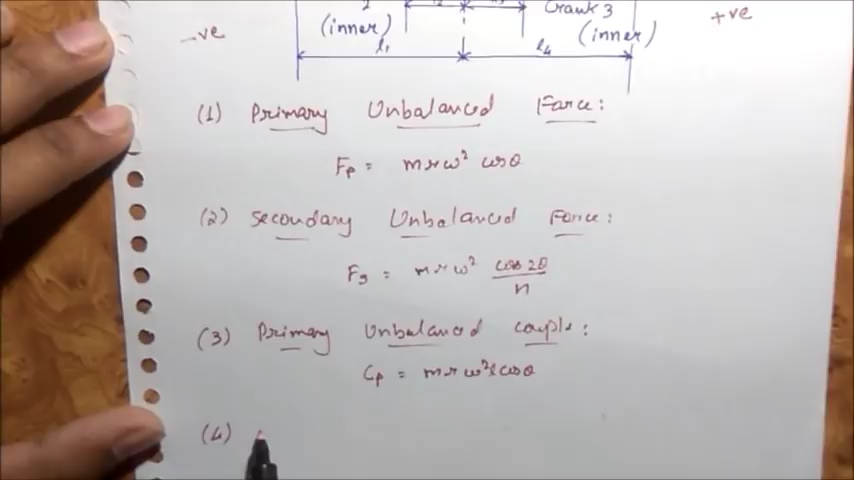 2
Crank 3
-ve (inner) (inner) +ve
l₁ l₄
(1) Primary Unbalanced Force:
Fp = mrω² cosθ
(2) Secondary Unbalanced Force:
Fs = mrω² cos2θ/n
(3) Primary Unbalanced couple:
Cp = mrω²l cosθ
(4)